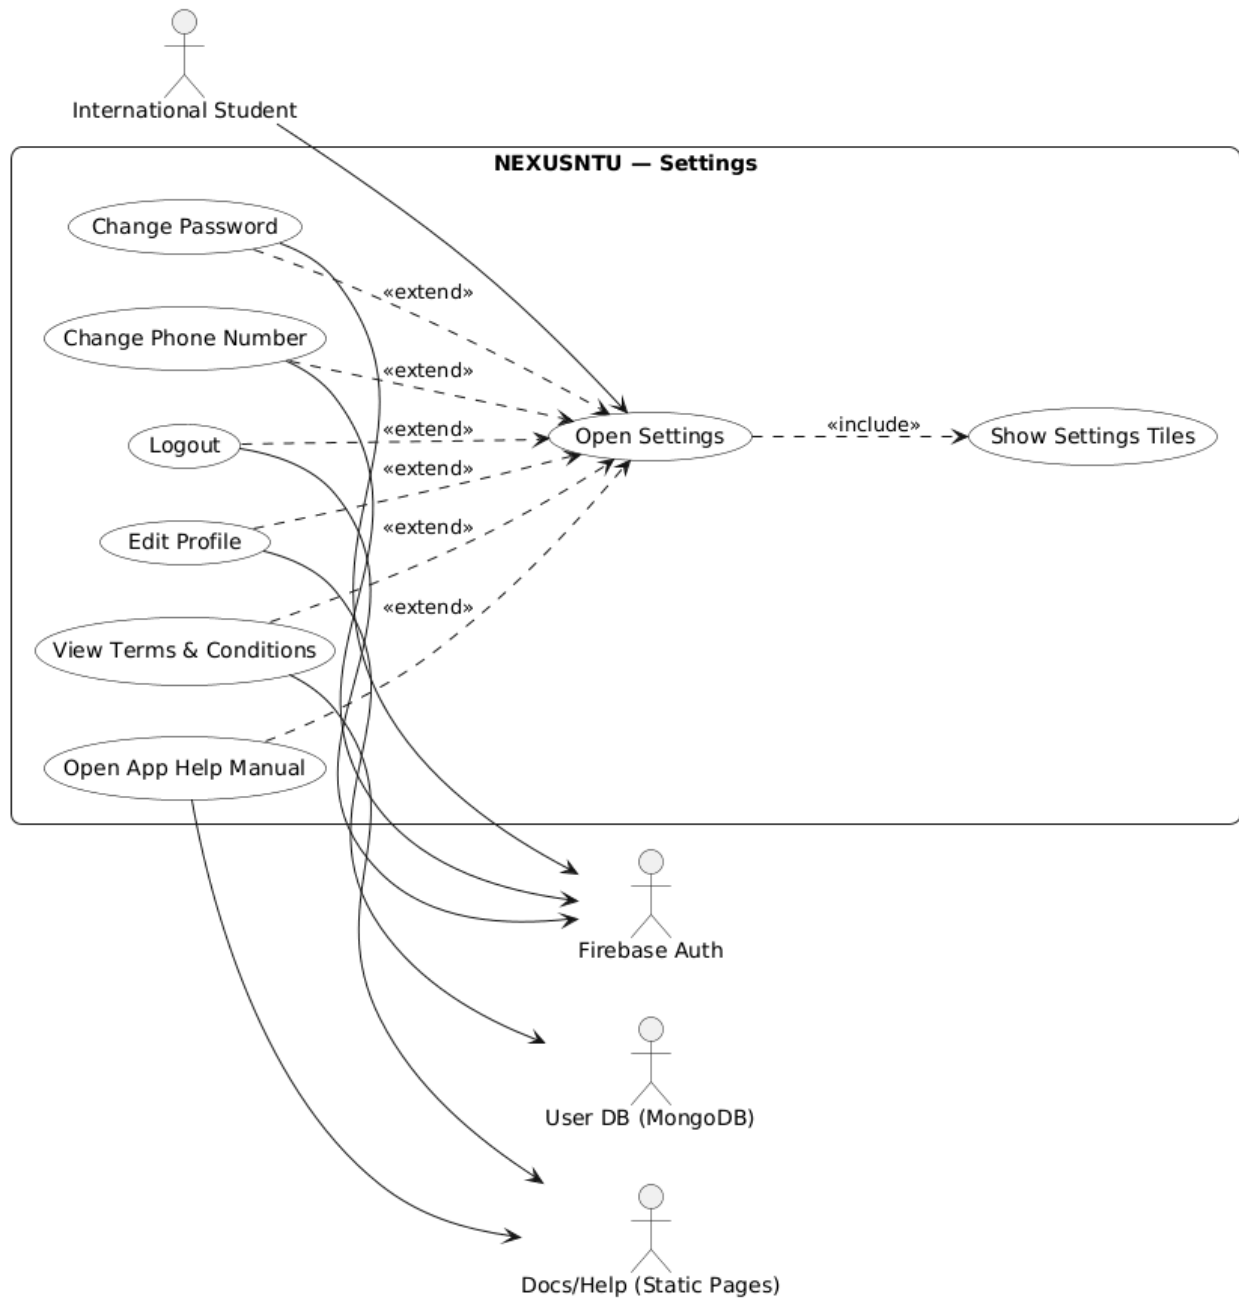 International Student
NEXUSNTU — Settings
Change Password
«extend»
Change Phone Number
«extend»
Logout
«extend»
Open Settings
«include»
Show Settings Tiles
«extend»
Edit Profile
«extend»
View Terms & Conditions
«extend»
Open App Help Manual
Firebase Auth
User DB (MongoDB)
Docs/Help (Static Pages)